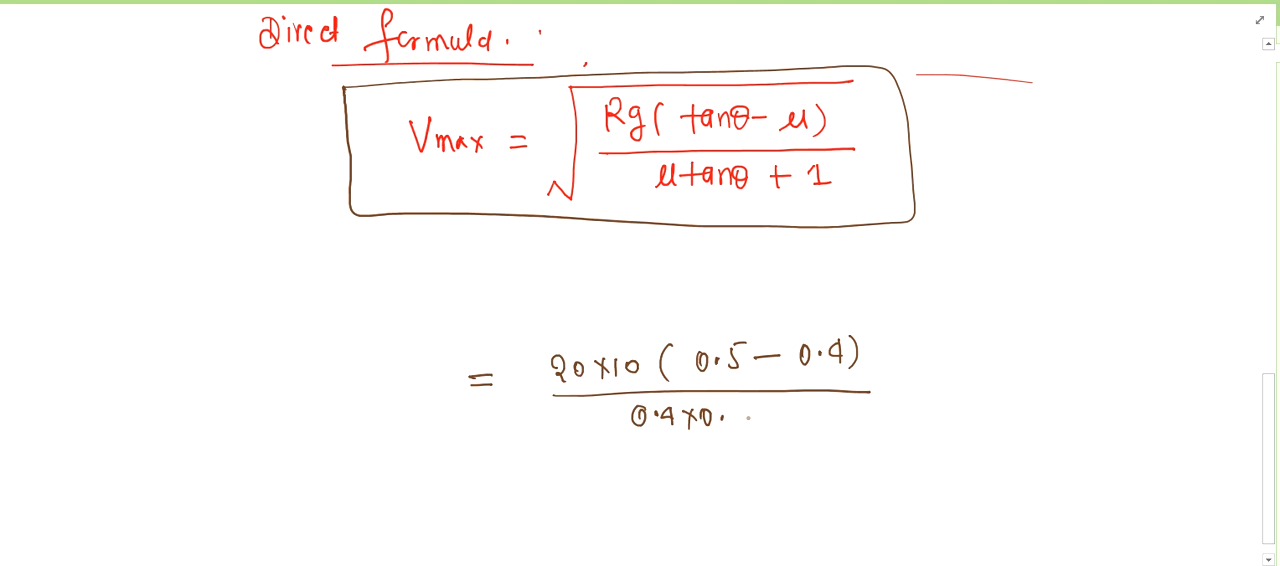 Direct formula.
Vmax = √ Rg( tanθ - μ) / μtanθ + 1
= 20×10 ( 0.5 - 0.4) / 0.4×0.